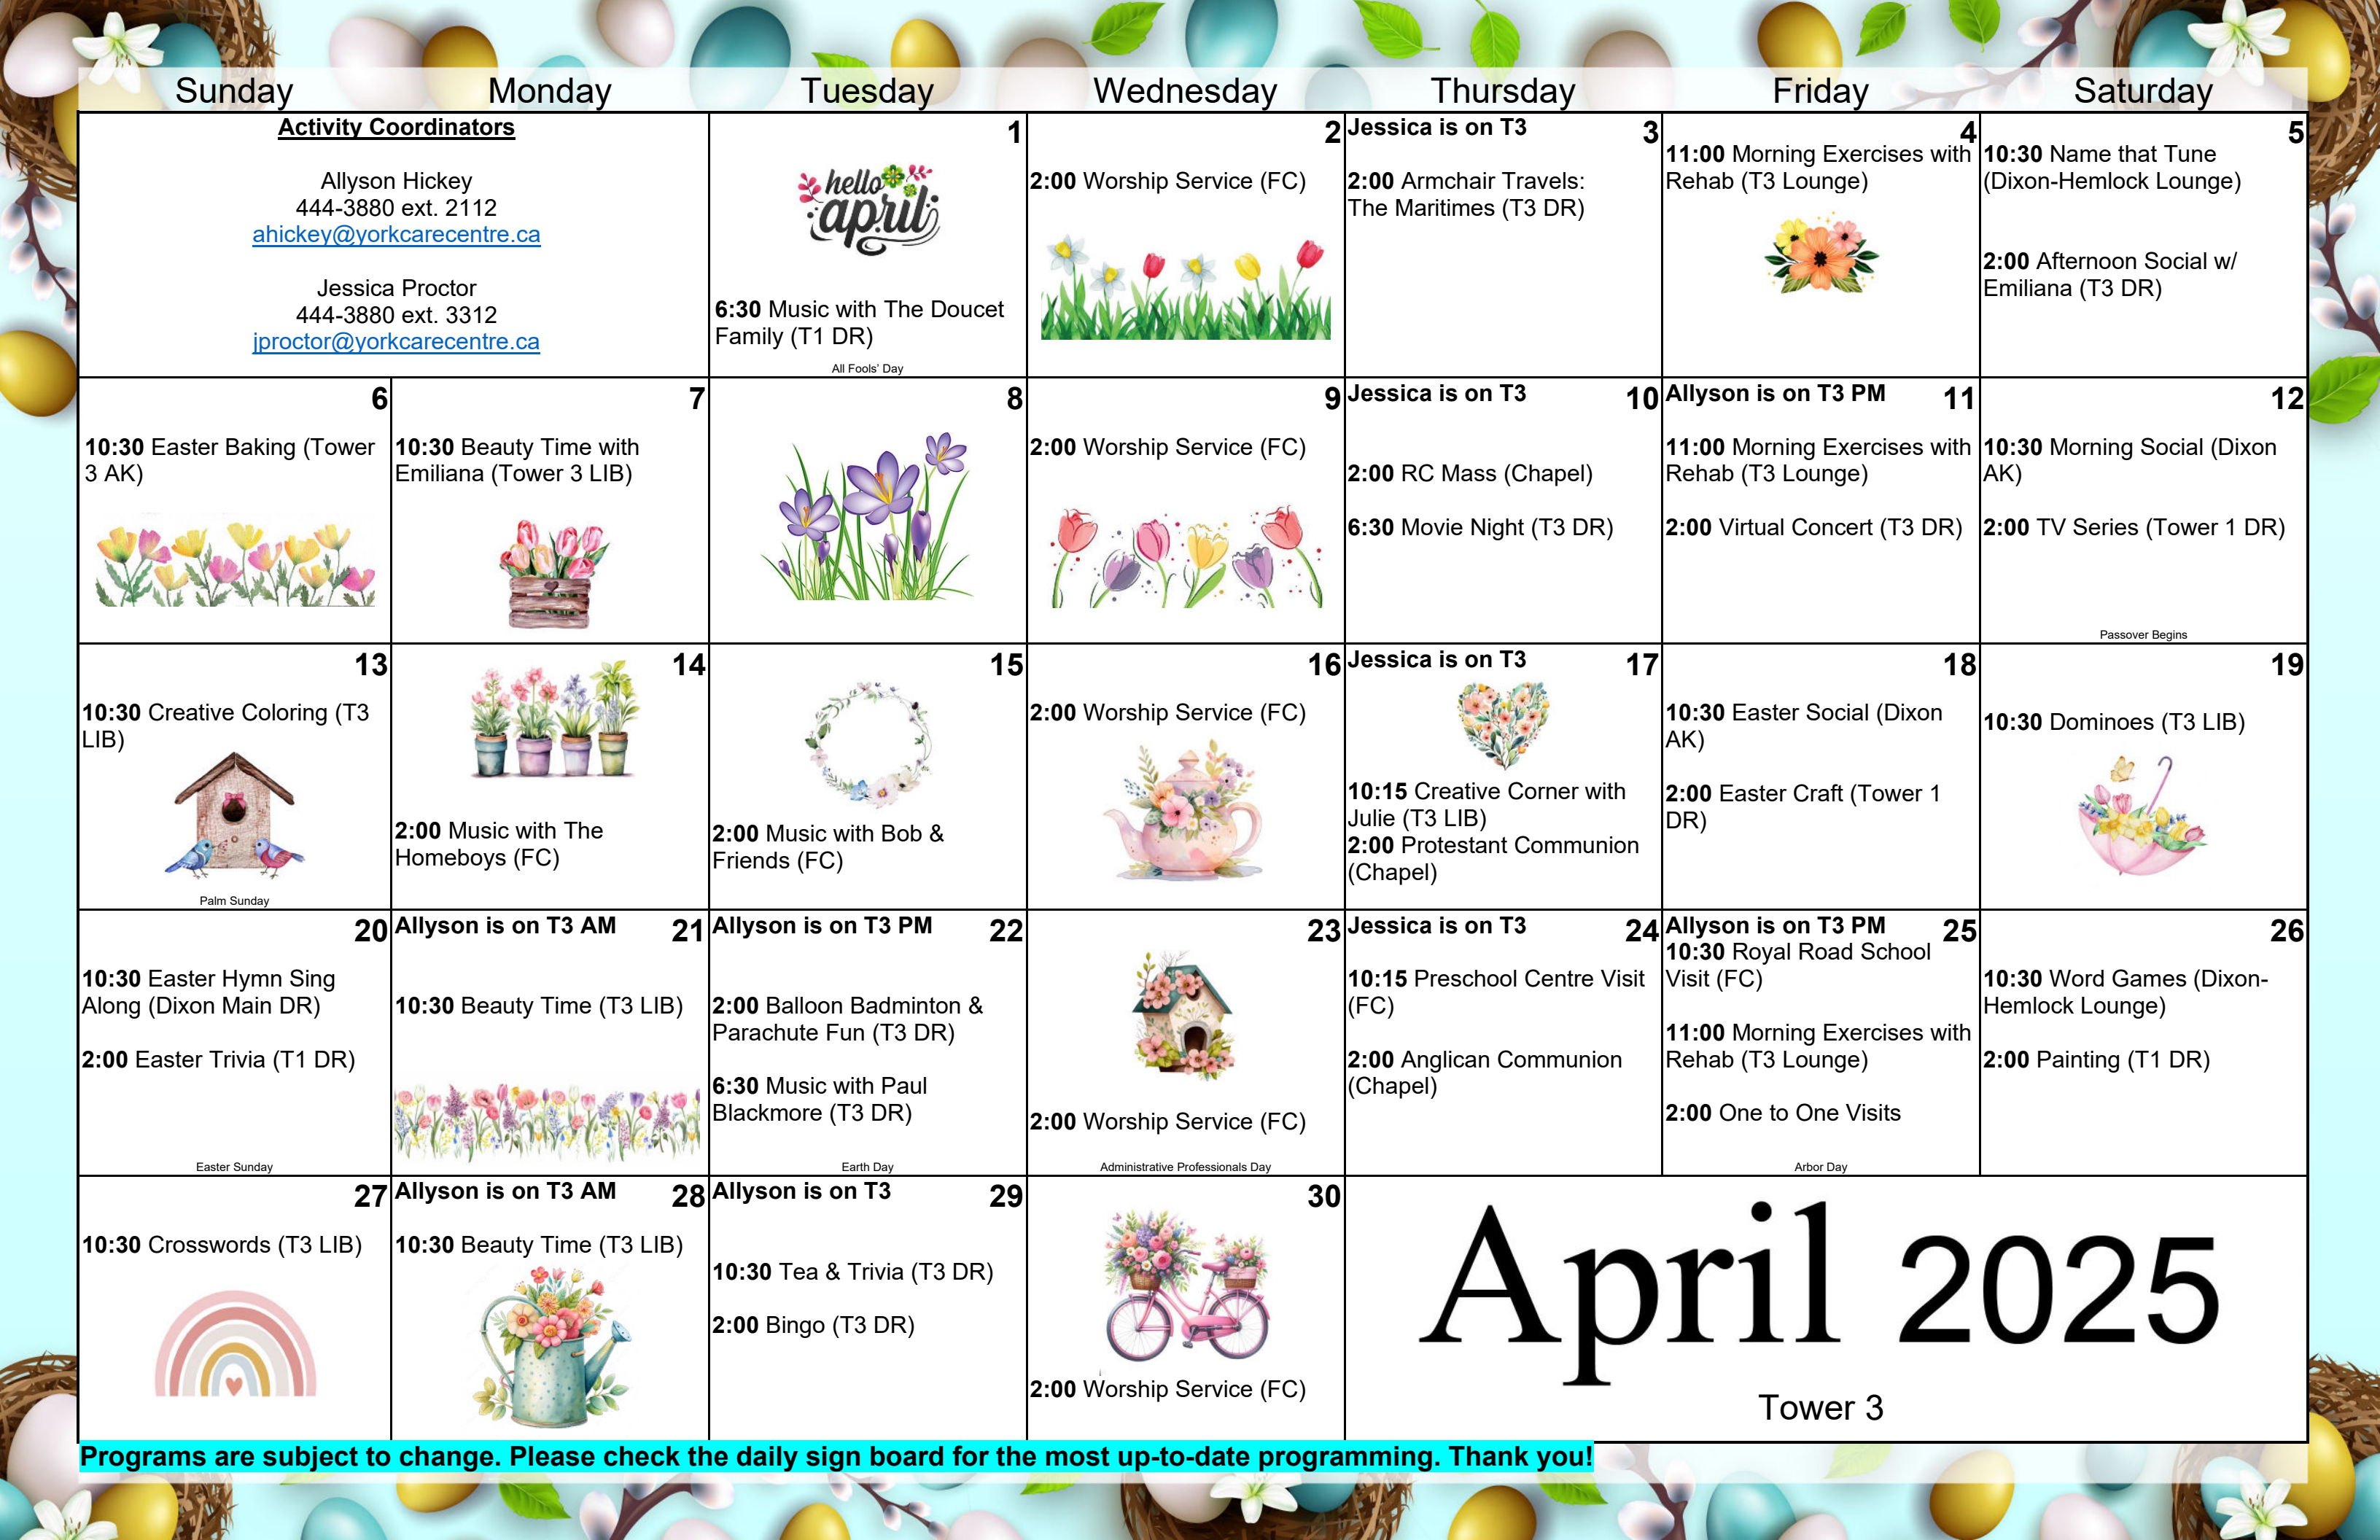 Sunday Monday Tuesday Wednesday Thursday Friday Saturday
Activity Coordinators
Allyson Hickey
444-3880 ext. 2112
ahickey@yorkcarecentre.ca
Jessica Proctor
444-3880 ext. 3312
jproctor@yorkcarecentre.ca
1
hello
april
6:30 Music with The Doucet
Family (T1 DR)
All Fools' Day
2
2:00 Worship Service (FC)
Jessica is on T3 3
2:00 Armchair Travels:
The Maritimes (T3 DR)
4
11:00 Morning Exercises with
Rehab (T3 Lounge)
5
10:30 Name that Tune
(Dixon-Hemlock Lounge)
2:00 Afternoon Social w/
Emiliana (T3 DR)
6
10:30 Easter Baking (Tower
3 AK)
7
10:30 Beauty Time with
Emiliana (Tower 3 LIB)
8
9
2:00 Worship Service (FC)
Jessica is on T3 10
2:00 RC Mass (Chapel)
6:30 Movie Night (T3 DR)
Allyson is on T3 PM 11
11:00 Morning Exercises with
Rehab (T3 Lounge)
2:00 Virtual Concert (T3 DR)
12
10:30 Morning Social (Dixon
AK)
2:00 TV Series (Tower 1 DR)
Passover Begins
13
10:30 Creative Coloring (T3
LIB)
Palm Sunday
14
2:00 Music with The
Homeboys (FC)
15
2:00 Music with Bob &
Friends (FC)
16
2:00 Worship Service (FC)
Jessica is on T3 17
10:15 Creative Corner with
Julie (T3 LIB)
2:00 Protestant Communion
(Chapel)
18
10:30 Easter Social (Dixon
AK)
2:00 Easter Craft (Tower 1
DR)
19
10:30 Dominoes (T3 LIB)
20
10:30 Easter Hymn Sing
Along (Dixon Main DR)
2:00 Easter Trivia (T1 DR)
Easter Sunday
Allyson is on T3 AM 21
10:30 Beauty Time (T3 LIB)
Allyson is on T3 PM 22
2:00 Balloon Badminton &
Parachute Fun (T3 DR)
6:30 Music with Paul
Blackmore (T3 DR)
Earth Day
23
2:00 Worship Service (FC)
Administrative Professionals Day
Jessica is on T3 24
10:15 Preschool Centre Visit
(FC)
2:00 Anglican Communion
(Chapel)
Allyson is on T3 PM 25
10:30 Royal Road School
Visit (FC)
11:00 Morning Exercises with
Rehab (T3 Lounge)
2:00 One to One Visits
Arbor Day
26
10:30 Word Games (Dixon-
Hemlock Lounge)
2:00 Painting (T1 DR)
27
10:30 Crosswords (T3 LIB)
Allyson is on T3 AM 28
10:30 Beauty Time (T3 LIB)
Allyson is on T3 29
10:30 Tea & Trivia (T3 DR)
2:00 Bingo (T3 DR)
30
2:00 Worship Service (FC)
April 2025
Tower 3
Programs are subject to change. Please check the daily sign board for the most up-to-date programming. Thank you!